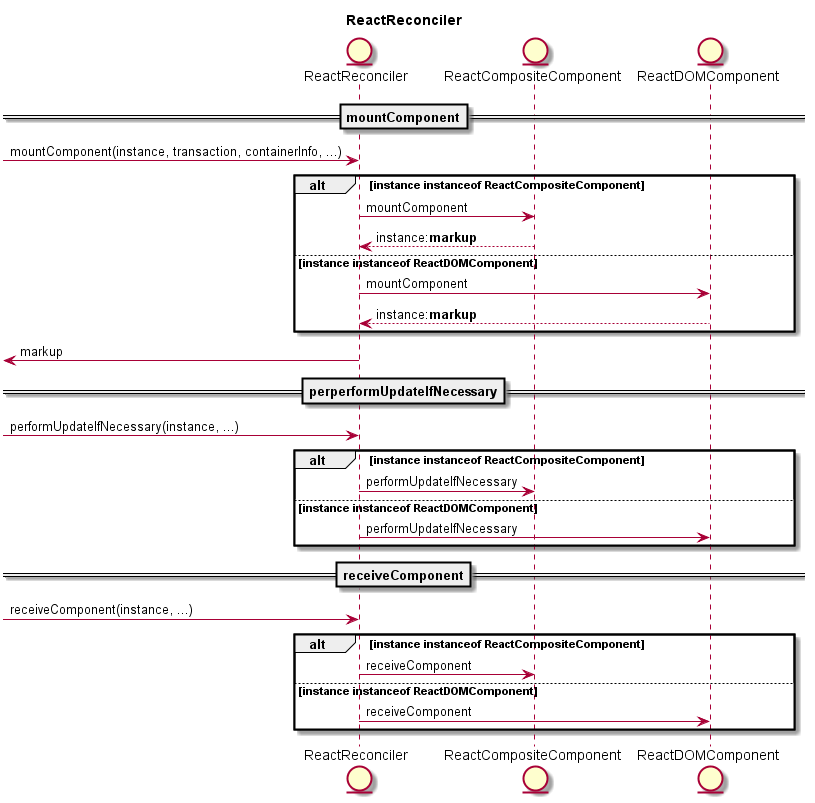 ReactReconciler
ReactReconciler ReactCompositeComponent ReactDOMComponent
mountComponent
mountComponent(instance, transaction, containerInfo, ...)
alt [instance instanceof ReactCompositeComponent]
mountComponent
instance:markup
[instance instanceof ReactDOMComponent]
mountComponent
instance:markup
markup
perperformUpdateIfNecessary
performUpdateIfNecessary(instance, ...)
alt [instance instanceof ReactCompositeComponent]
performUpdateIfNecessary
[instance instanceof ReactDOMComponent]
performUpdateIfNecessary
receiveComponent
receiveComponent(instance, ...)
alt [instance instanceof ReactCompositeComponent]
receiveComponent
[instance instanceof ReactDOMComponent]
receiveComponent
ReactReconciler ReactCompositeComponent ReactDOMComponent